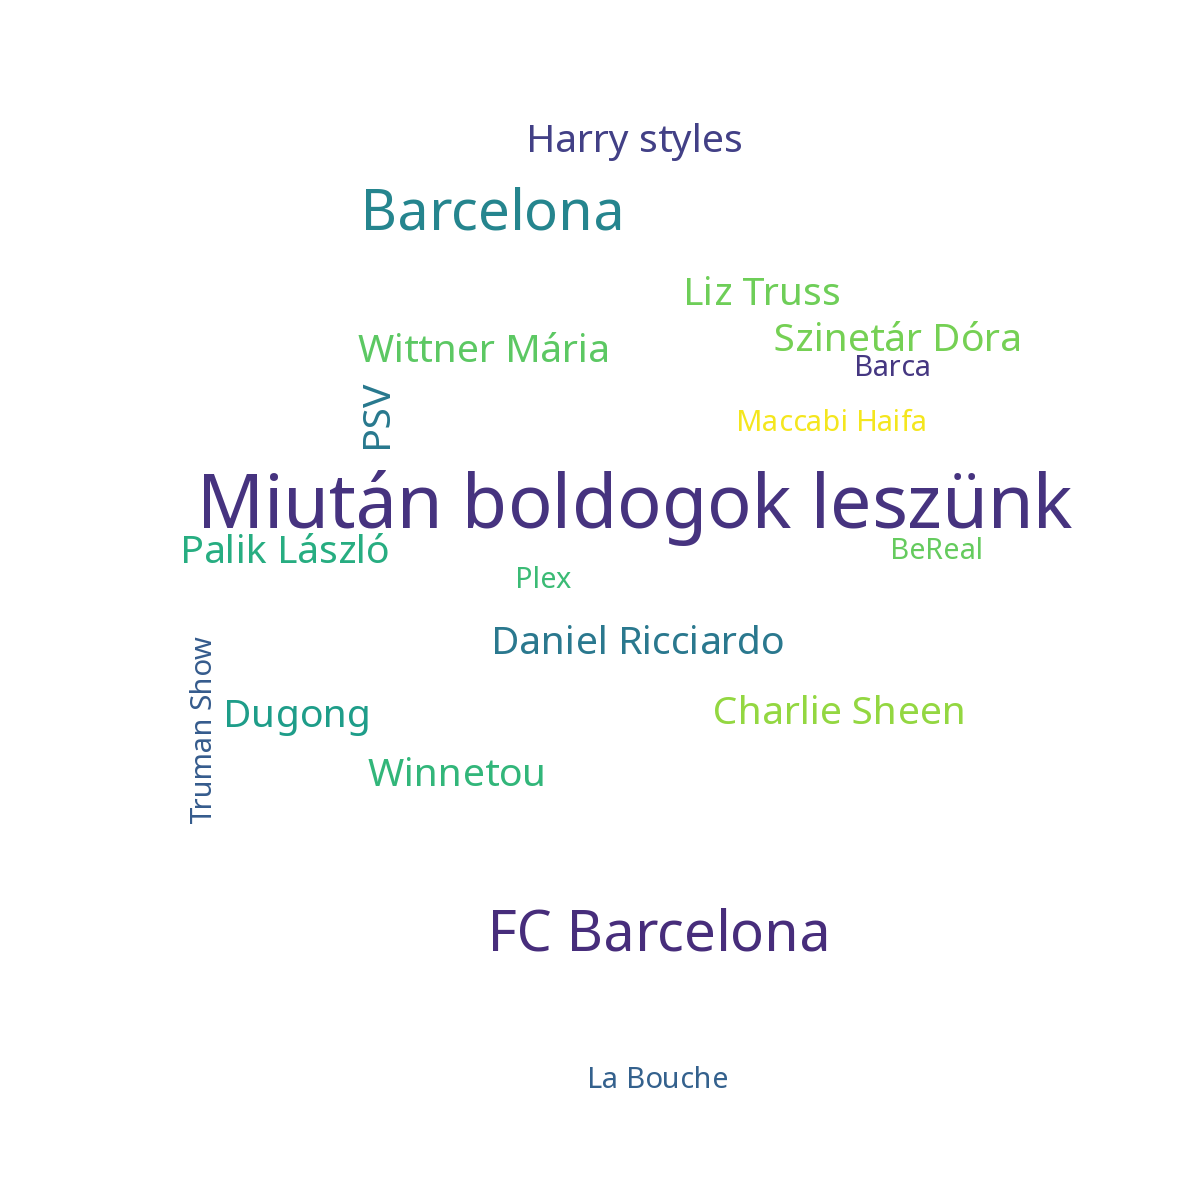 Harry styles
Barcelona
Liz Truss
Szinetár Dóra
Wittner Mária
Barca
PSV
Maccabi Haifa
Miután boldogok leszünk
Palik László
BeReal
Plex
Daniel Ricciardo
Truman Show
Dugong
Charlie Sheen
Winnetou
FC Barcelona
La Bouche